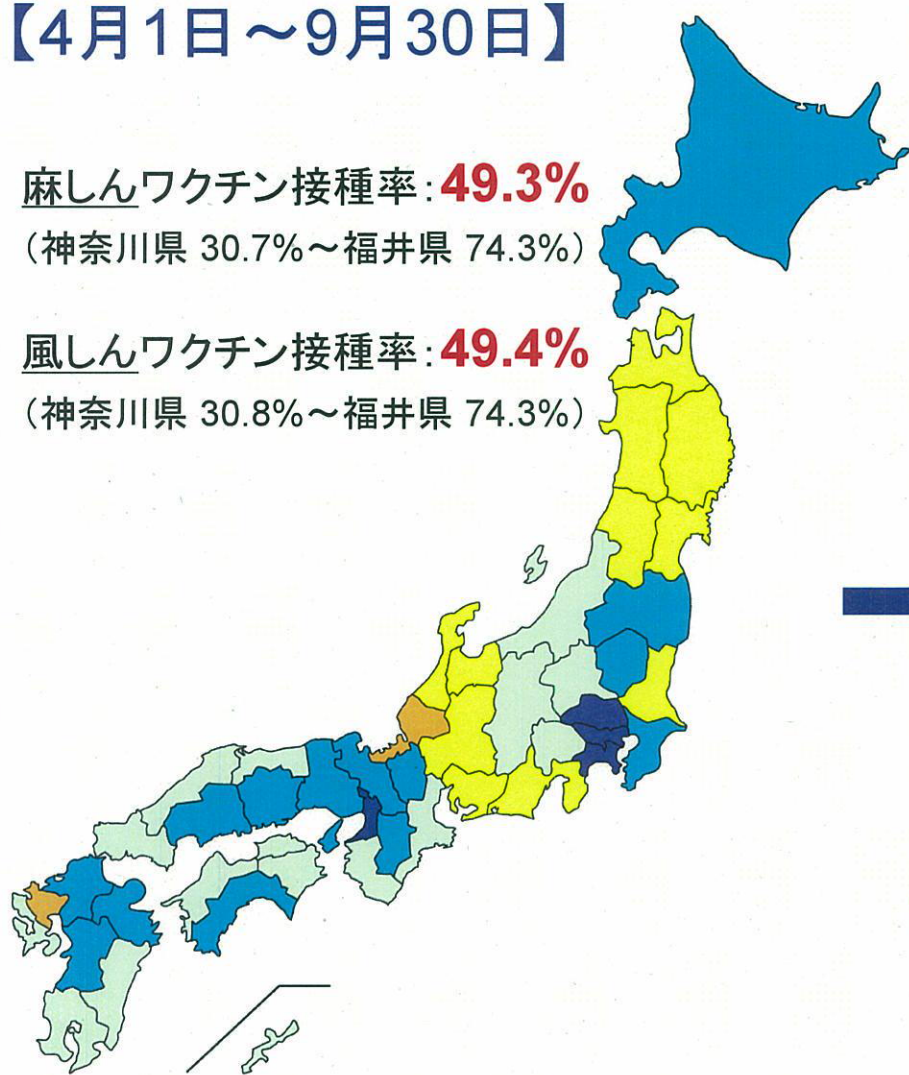 【4月1日～9月30日】
麻しんワクチン接種率:49.3%
(神奈川県 30.7%～福井県 74.3%)
風しんワクチン接種率:49.4%
(神奈川県 30.8%～福井県 74.3%)